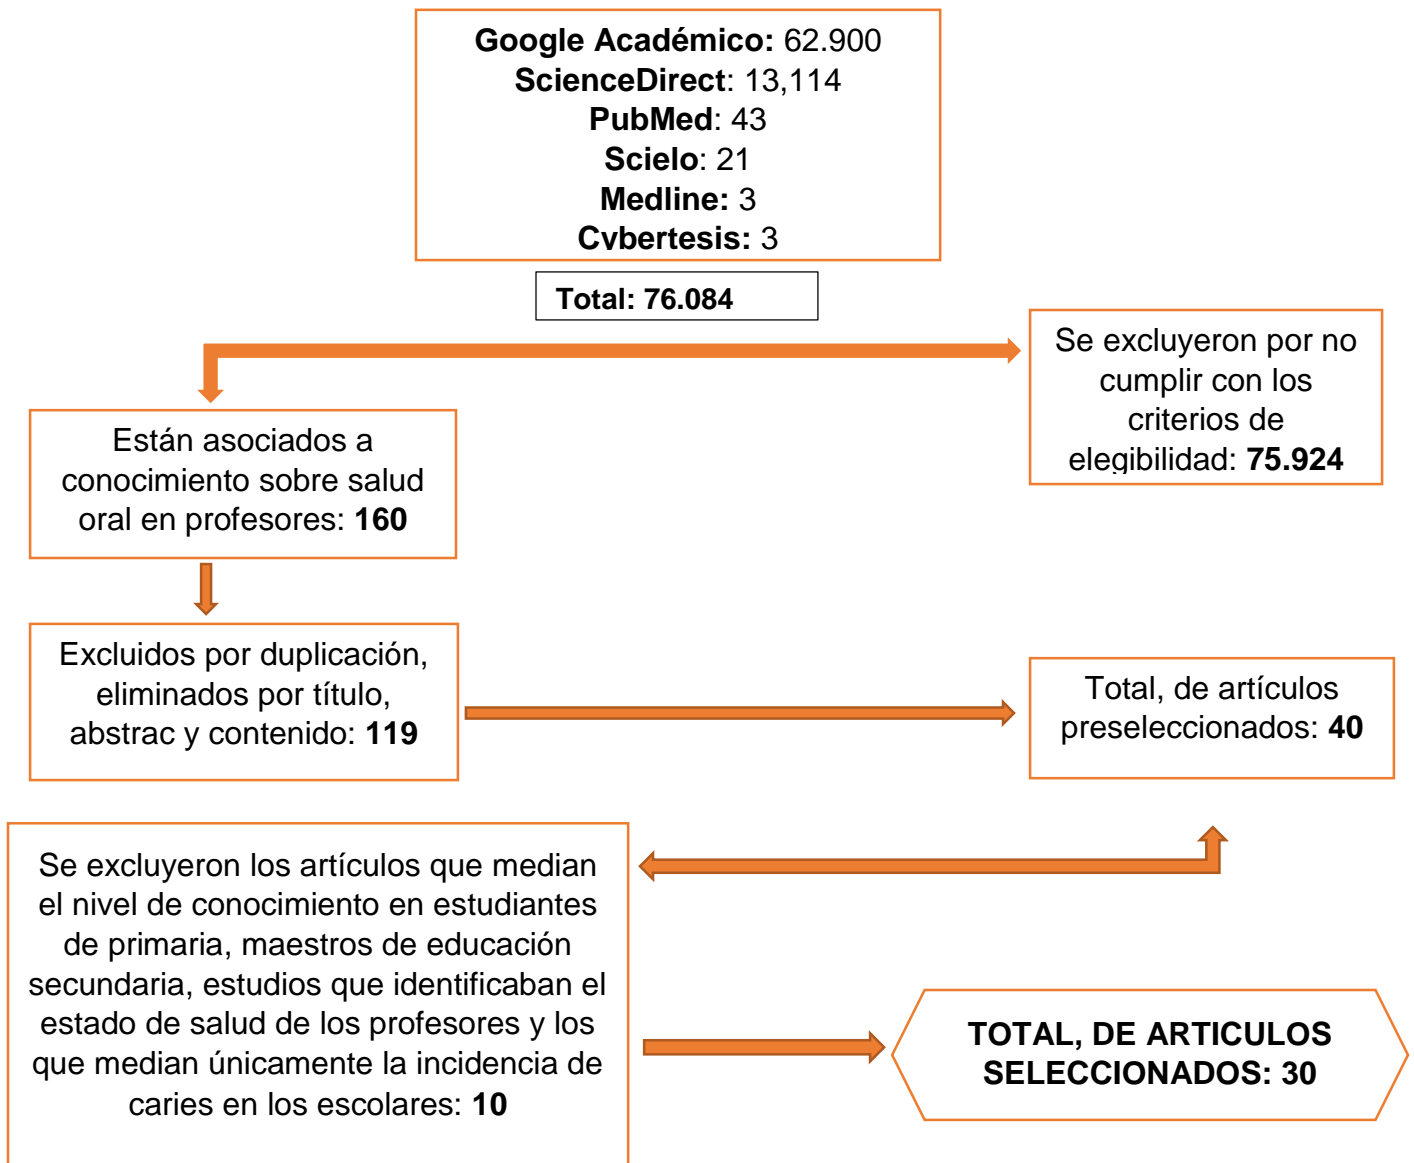 Google Académico: 62.900
ScienceDirect: 13,114
PubMed: 43
Scielo: 21
Medline: 3
Cybertesis: 3
Total: 76.084
Se excluyeron por no
cumplir con los
criterios de
elegibilidad: 75.924
Están asociados a
conocimiento sobre salud
oral en profesores: 160
Excluidos por duplicación,
eliminados por título,
abstrac y contenido: 119
Total, de artículos
preseleccionados: 40
Se excluyeron los artículos que median
el nivel de conocimiento en estudiantes
de primaria, maestros de educación
secundaria, estudios que identificaban el
estado de salud de los profesores y los
que median únicamente la incidencia de
caries en los escolares: 10
TOTAL, DE ARTICULOS
SELECCIONADOS: 30